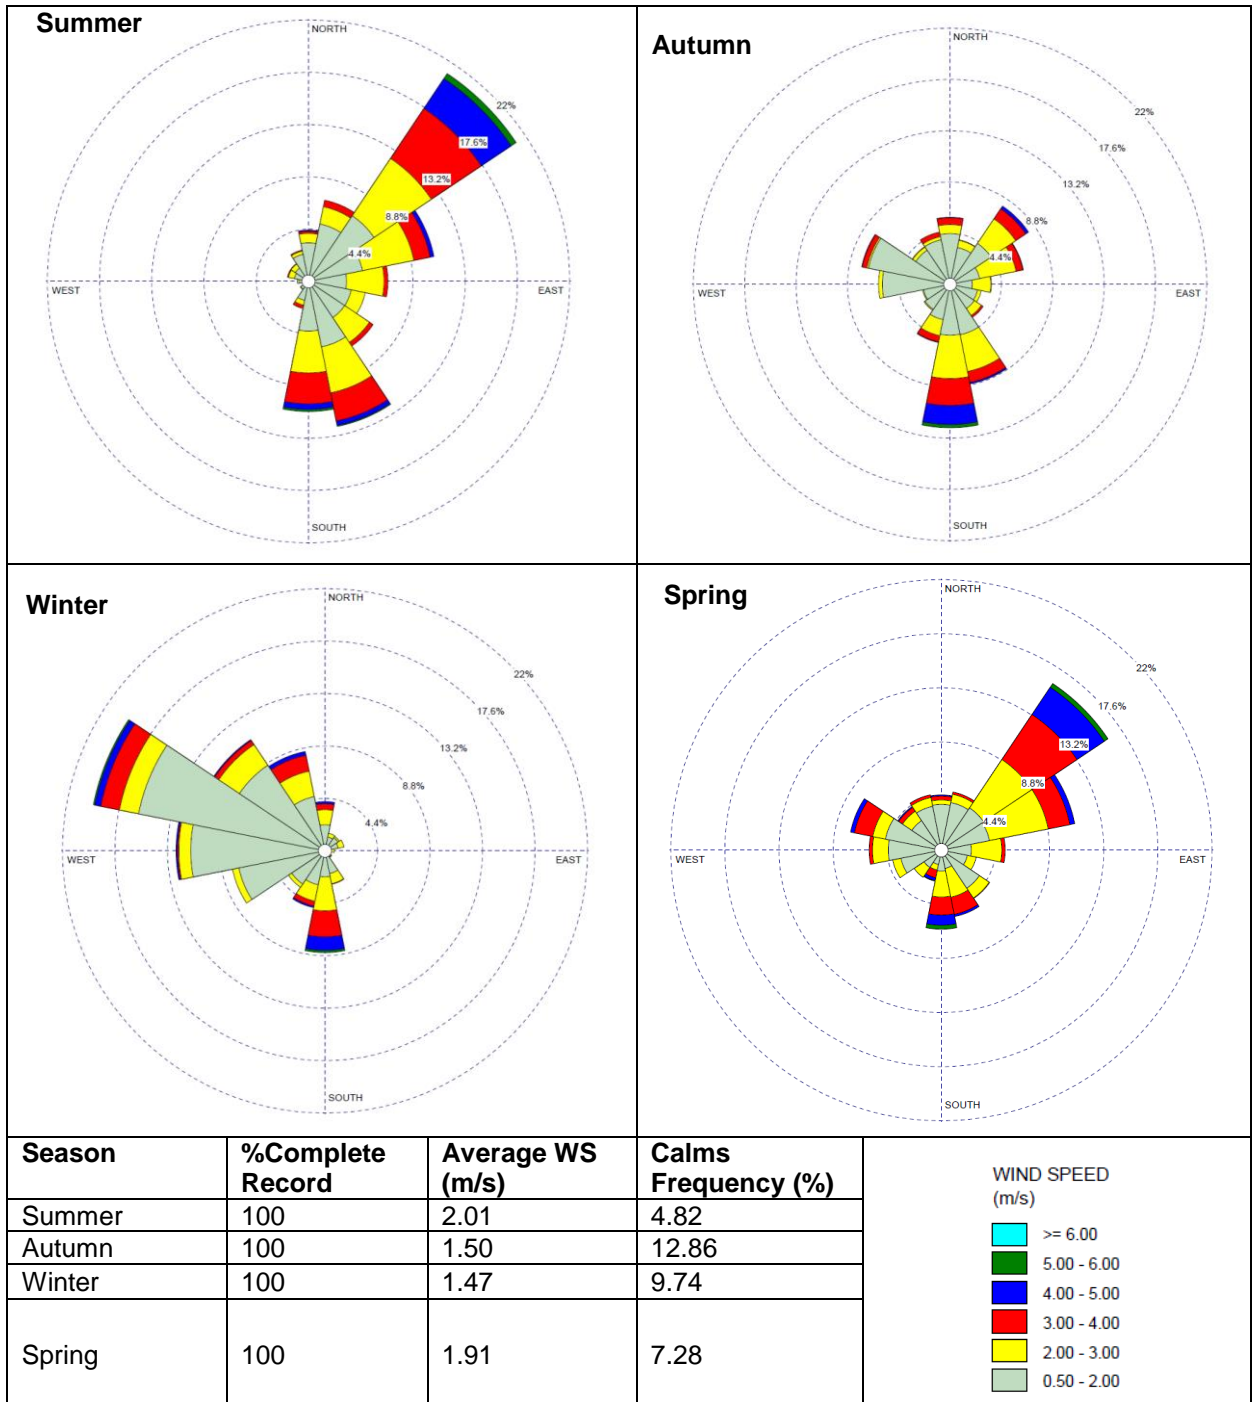 Summer
NORTH
22%
17.6%
13.2%
8.8%
4.4%
WEST
EAST
SOUTH
Autumn
NORTH
22%
17.6%
13.2%
8.8%
4.4%
WEST
EAST
SOUTH
Winter
NORTH
22%
17.6%
13.2%
8.8%
4.4%
WEST
EAST
SOUTH
Spring
NORTH
22%
17.6%
13.2%
8.8%
4.4%
WEST
EAST
SOUTH
Season %Complete Record Average WS (m/s) Calms Frequency (%)
Summer 100 2.01 4.82
Autumn 100 1.50 12.86
Winter 100 1.47 9.74
Spring 100 1.91 7.28
WIND SPEED
(m/s)
>= 6.00
5.00 - 6.00
4.00 - 5.00
3.00 - 4.00
2.00 - 3.00
0.50 - 2.00